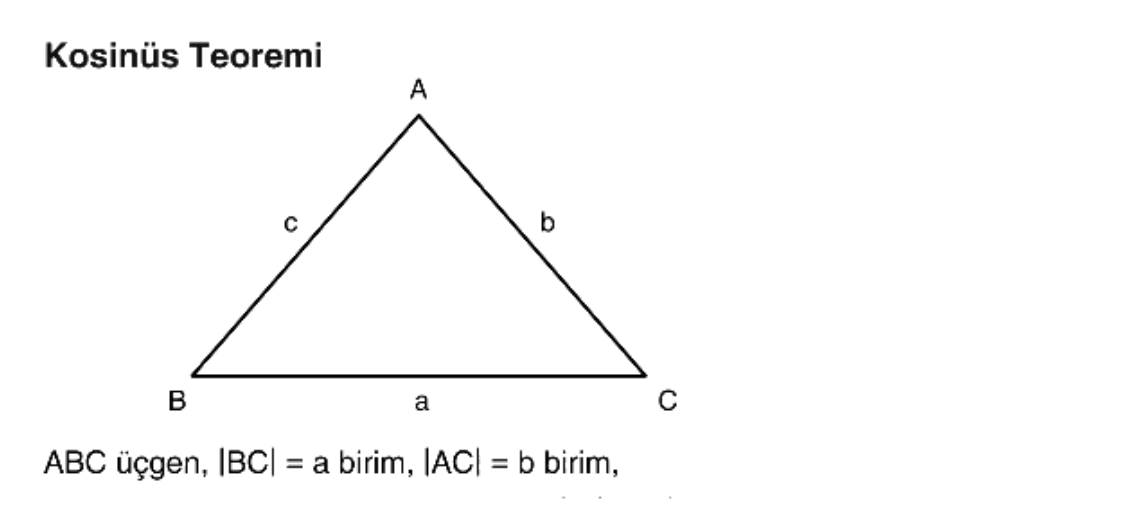 Kosinüs Teoremi
A
c
b
B
a
C
ABC üçgen, |BC| = a birim, |AC| = b birim,